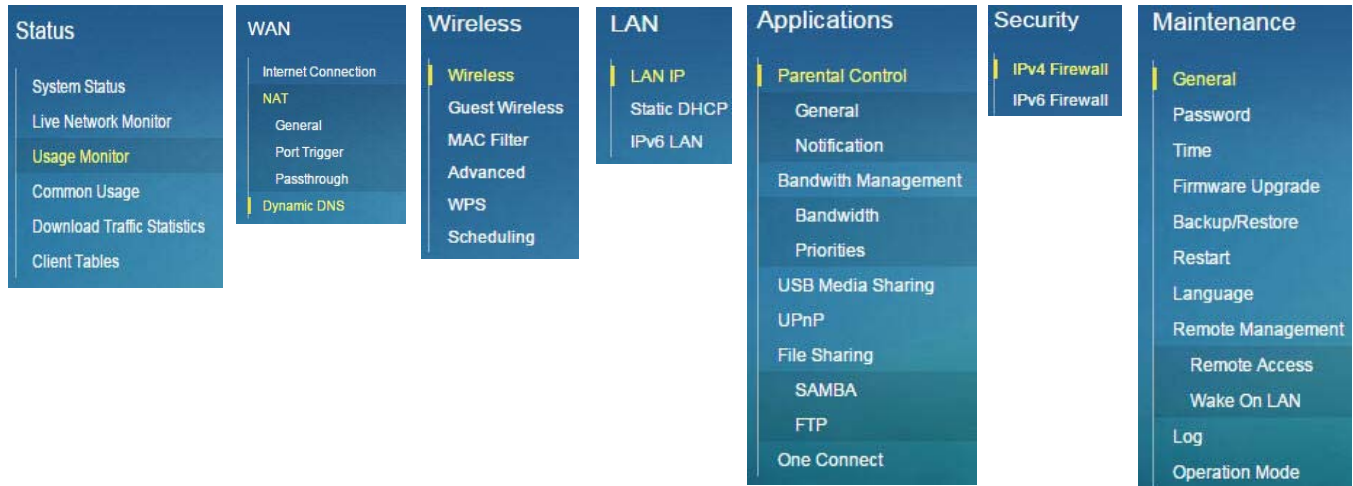 Status
System Status
Live Network Monitor
Usage Monitor
Common Usage
Download Traffic Statistics
Client Tables
WAN
Internet Connection
NAT
General
Port Trigger
Passthrough
Dynamic DNS
Wireless
Wireless
Guest Wireless
MAC Filter
Advanced
WPS
Scheduling
LAN
LAN IP
Static DHCP
IPv6 LAN
Applications
Parental Control
General
Notification
Bandwith Management
Bandwidth
Priorities
USB Media Sharing
UPnP
File Sharing
SAMBA
FTP
One Connect
Security
IPv4 Firewall
IPv6 Firewall
Maintenance
General
Password
Time
Firmware Upgrade
Backup/Restore
Restart
Language
Remote Management
Remote Access
Wake On LAN
Log
Operation Mode